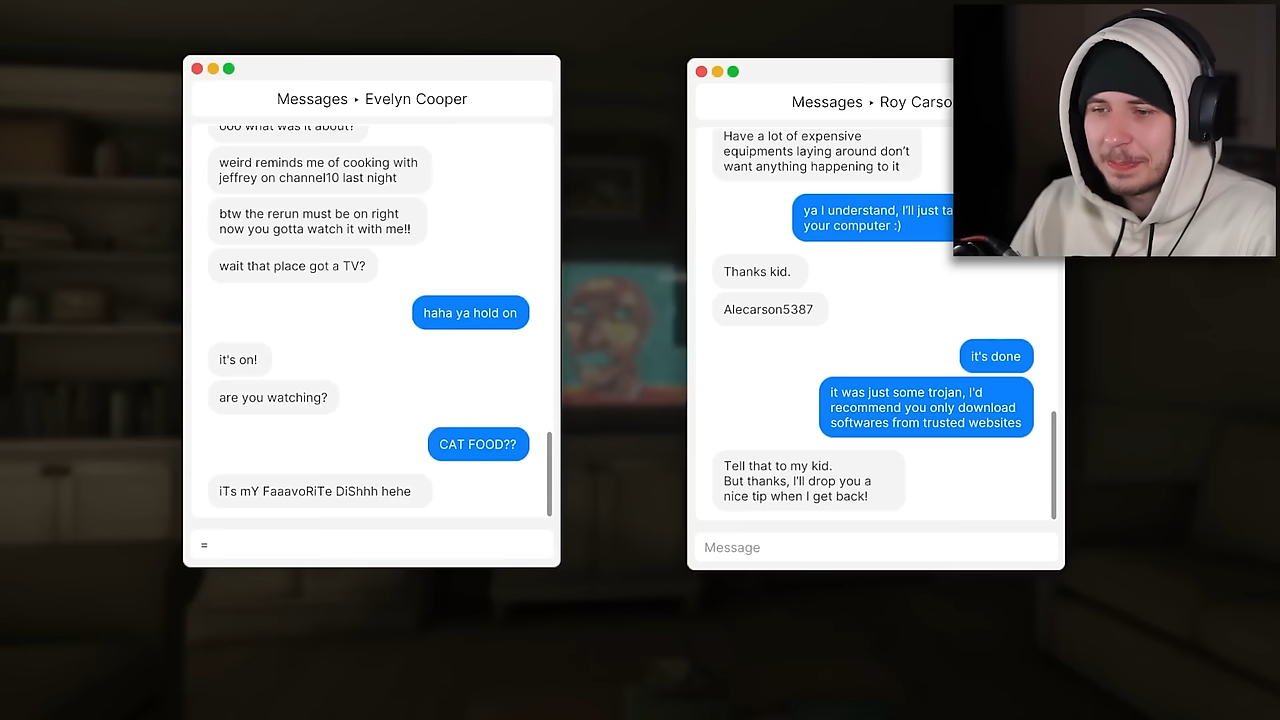 Messages ▸ Evelyn Cooper
ooo what was it about?
weird reminds me of cooking with
jeffrey on channel10 last night
btw the rerun must be on right
now you gotta watch it with me!!
wait that place got a TV?
haha ya hold on
it's on!
are you watching?
CAT FOOD??
iTs mY FaaavoRiTe DiShhh hehe
=
Messages ▸ Roy Carso
Have a lot of expensive
equipments laying around don't
want anything happening to it
ya I understand, I'll just ta
your computer :)
Thanks kid.
Alecarson5387
it's done
it was just some trojan, I'd
recommend you only download
softwares from trusted websites
Tell that to my kid.
But thanks, I'll drop you a
nice tip when I get back!
Message